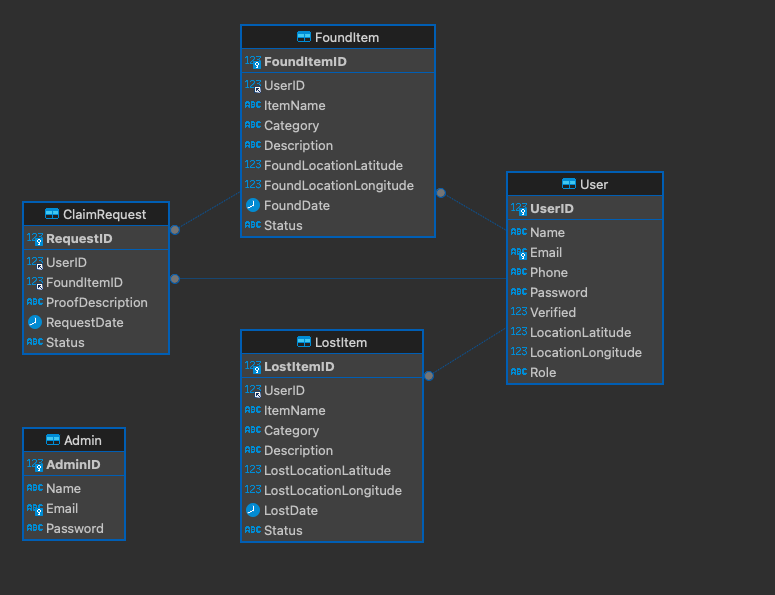 FoundItem
123 FoundItemID
123 UserID
ABC ItemName
ABC Category
ABC Description
123 FoundLocationLatitude
123 FoundLocationLongitude
FoundDate
ABC Status
User
123 UserID
ABC Name
ABC Email
ABC Phone
ABC Password
123 Verified
123 LocationLatitude
123 LocationLongitude
ABC Role
ClaimRequest
123 RequestID
123 UserID
123 FoundItemID
ABC ProofDescription
RequestDate
ABC Status
LostItem
123 LostItemID
123 UserID
ABC ItemName
ABC Category
ABC Description
123 LostLocationLatitude
123 LostLocationLongitude
LostDate
ABC Status
Admin
123 AdminID
ABC Name
ABC Email
ABC Password